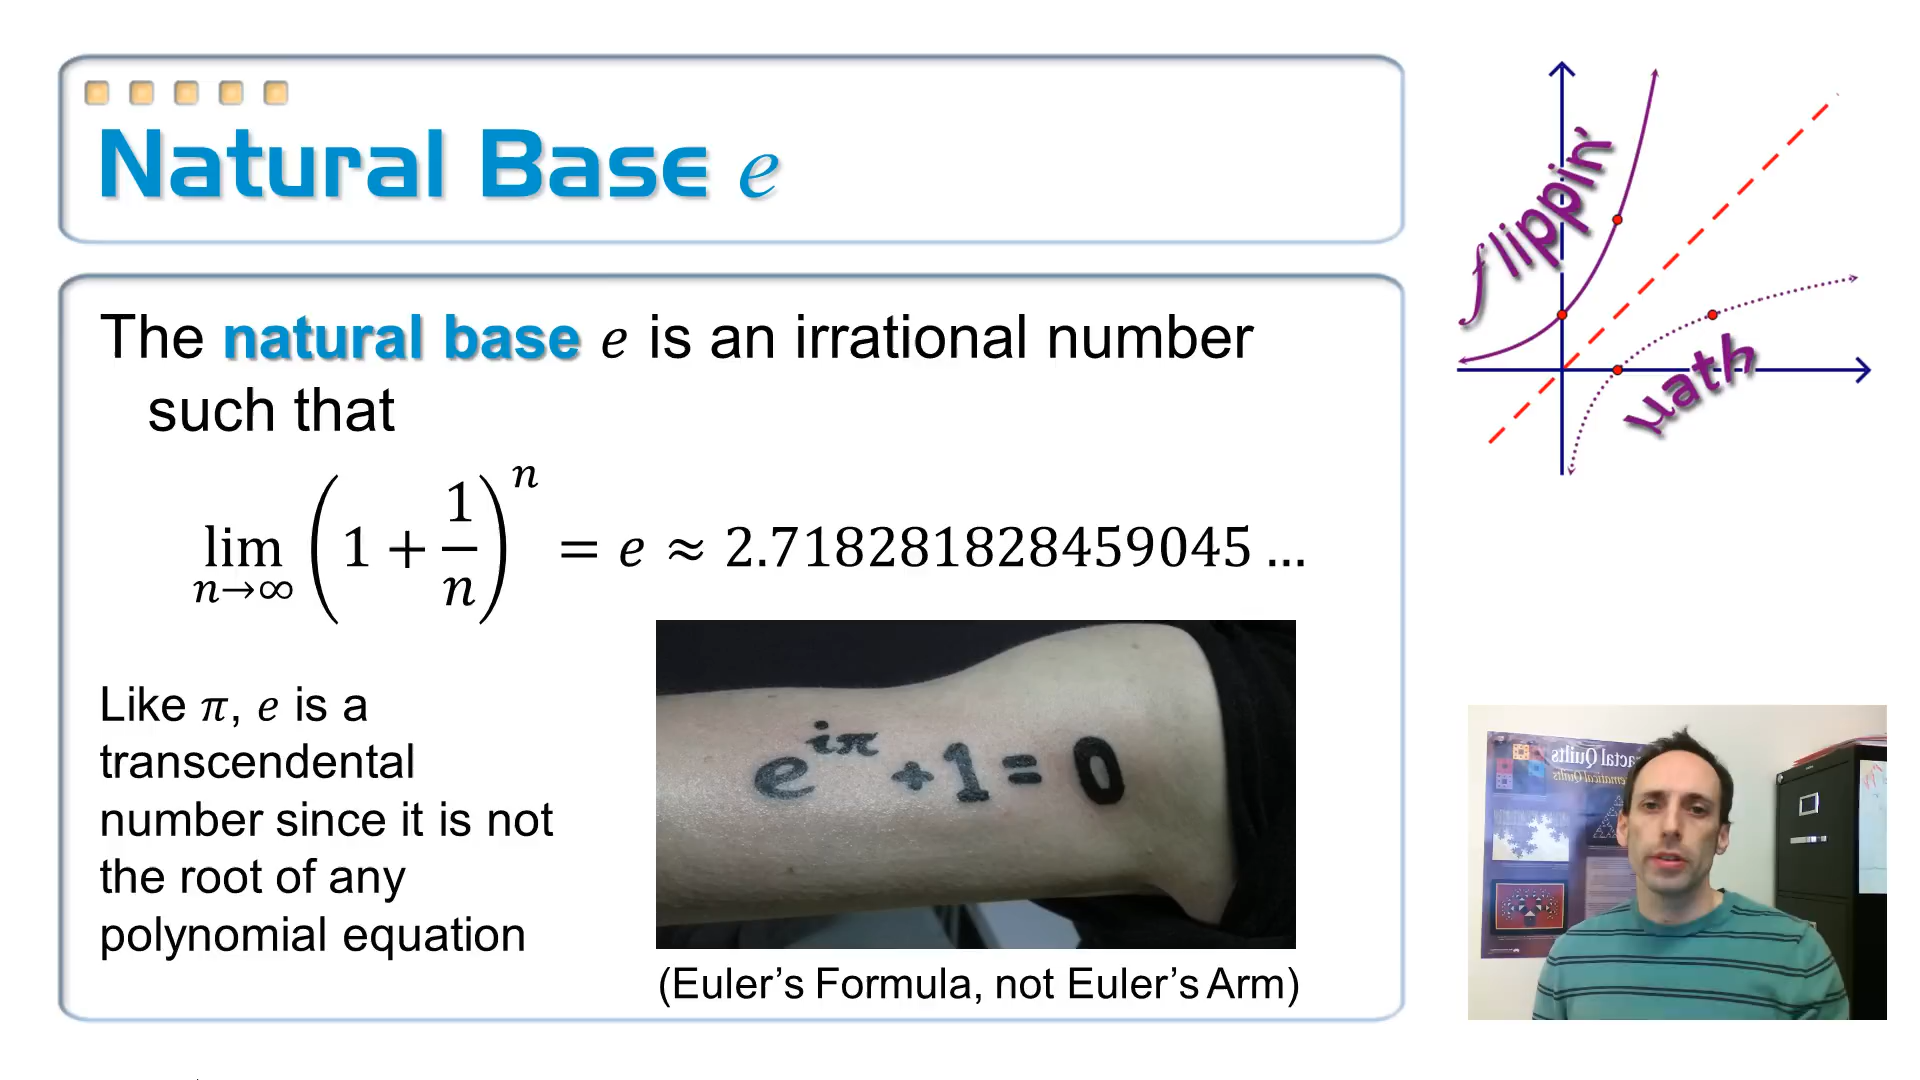 Natural Base e
The natural base e is an irrational number
such that
lim n→∞ (1 + 1/n)^n = e ≈ 2.718281828459045 …
Like π, e is a
transcendental
number since it is not
the root of any
polynomial equation
e^iπ +1=0
(Euler’s Formula, not Euler’s Arm)
flippin'
μath